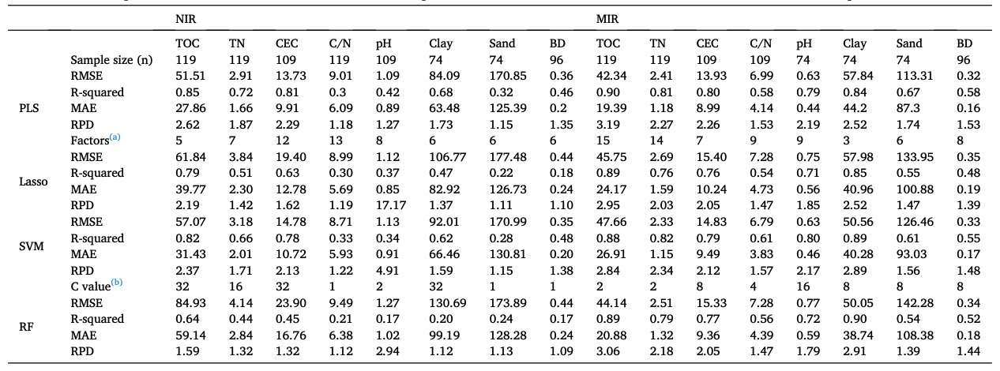 NIR MIR
TOC TN CEC C/N pH Clay Sand BD TOC TN CEC C/N pH Clay Sand BD
Sample size (n) 119 119 109 119 109 74 74 96 119 119 109 109 74 74 74 96
RMSE 51.51 2.91 13.73 9.01 1.09 84.09 170.85 0.36 42.34 2.41 13.93 6.99 0.63 57.84 113.31 0.32
R-squared 0.85 0.72 0.81 0.3 0.42 0.68 0.32 0.46 0.90 0.81 0.80 0.58 0.79 0.84 0.67 0.58
PLS MAE 27.86 1.66 9.91 6.09 0.89 63.48 125.39 0.2 19.39 1.18 8.99 4.14 0.44 44.2 87.3 0.16
RPD 2.62 1.87 2.29 1.18 1.27 1.73 1.15 1.35 3.19 2.27 2.26 1.53 2.19 2.52 1.74 1.53
Factors(a) 5 7 12 13 8 6 6 6 15 14 7 9 9 3 6 8
RMSE 61.84 3.84 19.40 8.99 1.12 106.77 177.48 0.44 45.75 2.69 15.40 7.28 0.75 57.98 133.95 0.35
R-squared 0.79 0.51 0.63 0.30 0.37 0.47 0.22 0.18 0.89 0.76 0.76 0.54 0.71 0.85 0.55 0.48
Lasso MAE 39.77 2.30 12.78 5.69 0.85 82.92 126.73 0.24 24.17 1.59 10.24 4.73 0.56 40.96 100.88 0.19
RPD 2.19 1.42 1.62 1.19 17.17 1.37 1.11 1.10 2.95 2.03 2.05 1.47 1.85 2.52 1.47 1.39
RMSE 57.07 3.18 14.78 8.71 1.13 92.01 170.99 0.35 47.66 2.33 14.83 6.79 0.63 50.56 126.46 0.33
R-squared 0.82 0.66 0.78 0.33 0.34 0.62 0.28 0.48 0.88 0.82 0.79 0.61 0.80 0.89 0.61 0.55
SVM MAE 31.43 2.01 10.72 5.93 0.91 66.46 130.81 0.20 26.91 1.15 9.49 3.83 0.46 40.28 93.03 0.17
RPD 2.37 1.71 2.13 1.22 4.91 1.59 1.15 1.38 2.84 2.34 2.12 1.57 2.17 2.89 1.56 1.48
C value(b) 32 16 32 1 2 32 1 1 2 2 8 4 16 8 8 8
RMSE 84.93 4.14 23.90 9.49 1.27 130.69 173.89 0.44 44.14 2.51 15.33 7.28 0.77 50.05 142.28 0.34
R-squared 0.64 0.44 0.45 0.21 0.17 0.20 0.24 0.17 0.89 0.79 0.77 0.56 0.72 0.90 0.54 0.52
RF MAE 59.14 2.84 16.76 6.38 1.02 99.19 128.28 0.24 20.88 1.32 9.36 4.39 0.59 38.74 108.38 0.18
RPD 1.59 1.32 1.32 1.12 2.94 1.12 1.13 1.09 3.06 2.18 2.05 1.47 1.79 2.91 1.39 1.44